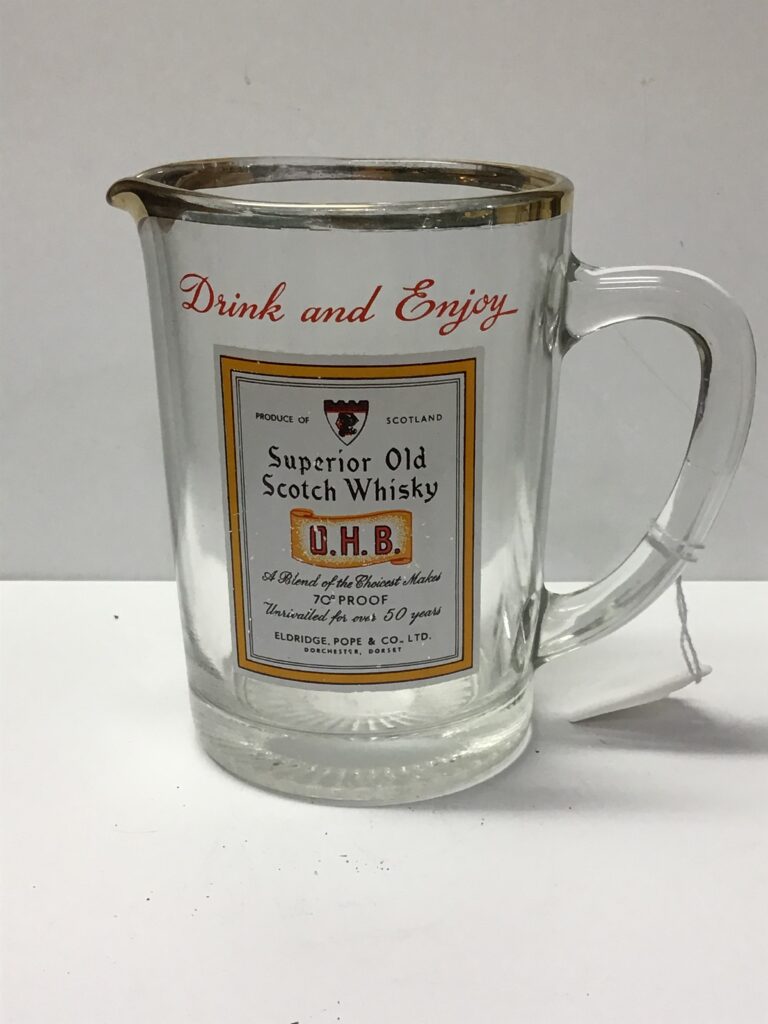 Drink and Enjoy
PRODUCE OF SCOTLAND
Superior Old
Scotch Whisky
O.H.B.
A Blend of the Choicest Makes
70° PROOF
Unrivalled for over 50 years
ELDRIDGE, POPE & CO., LTD.
DORCHESTER, DORSET